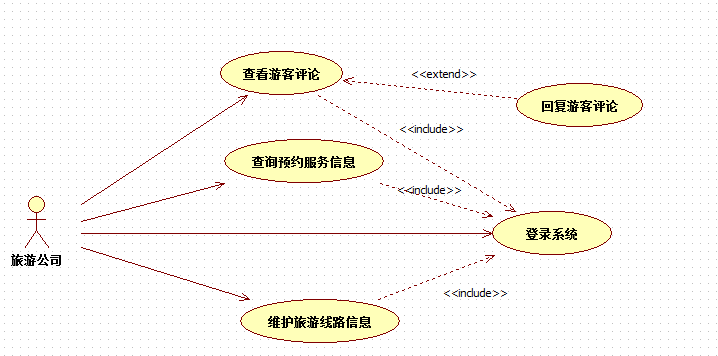 查看游客评论
<<extend>>
回复游客评论
<<include>>
查询预约服务信息
<<include>>
登录系统
旅游公司
<<include>>
维护旅游线路信息